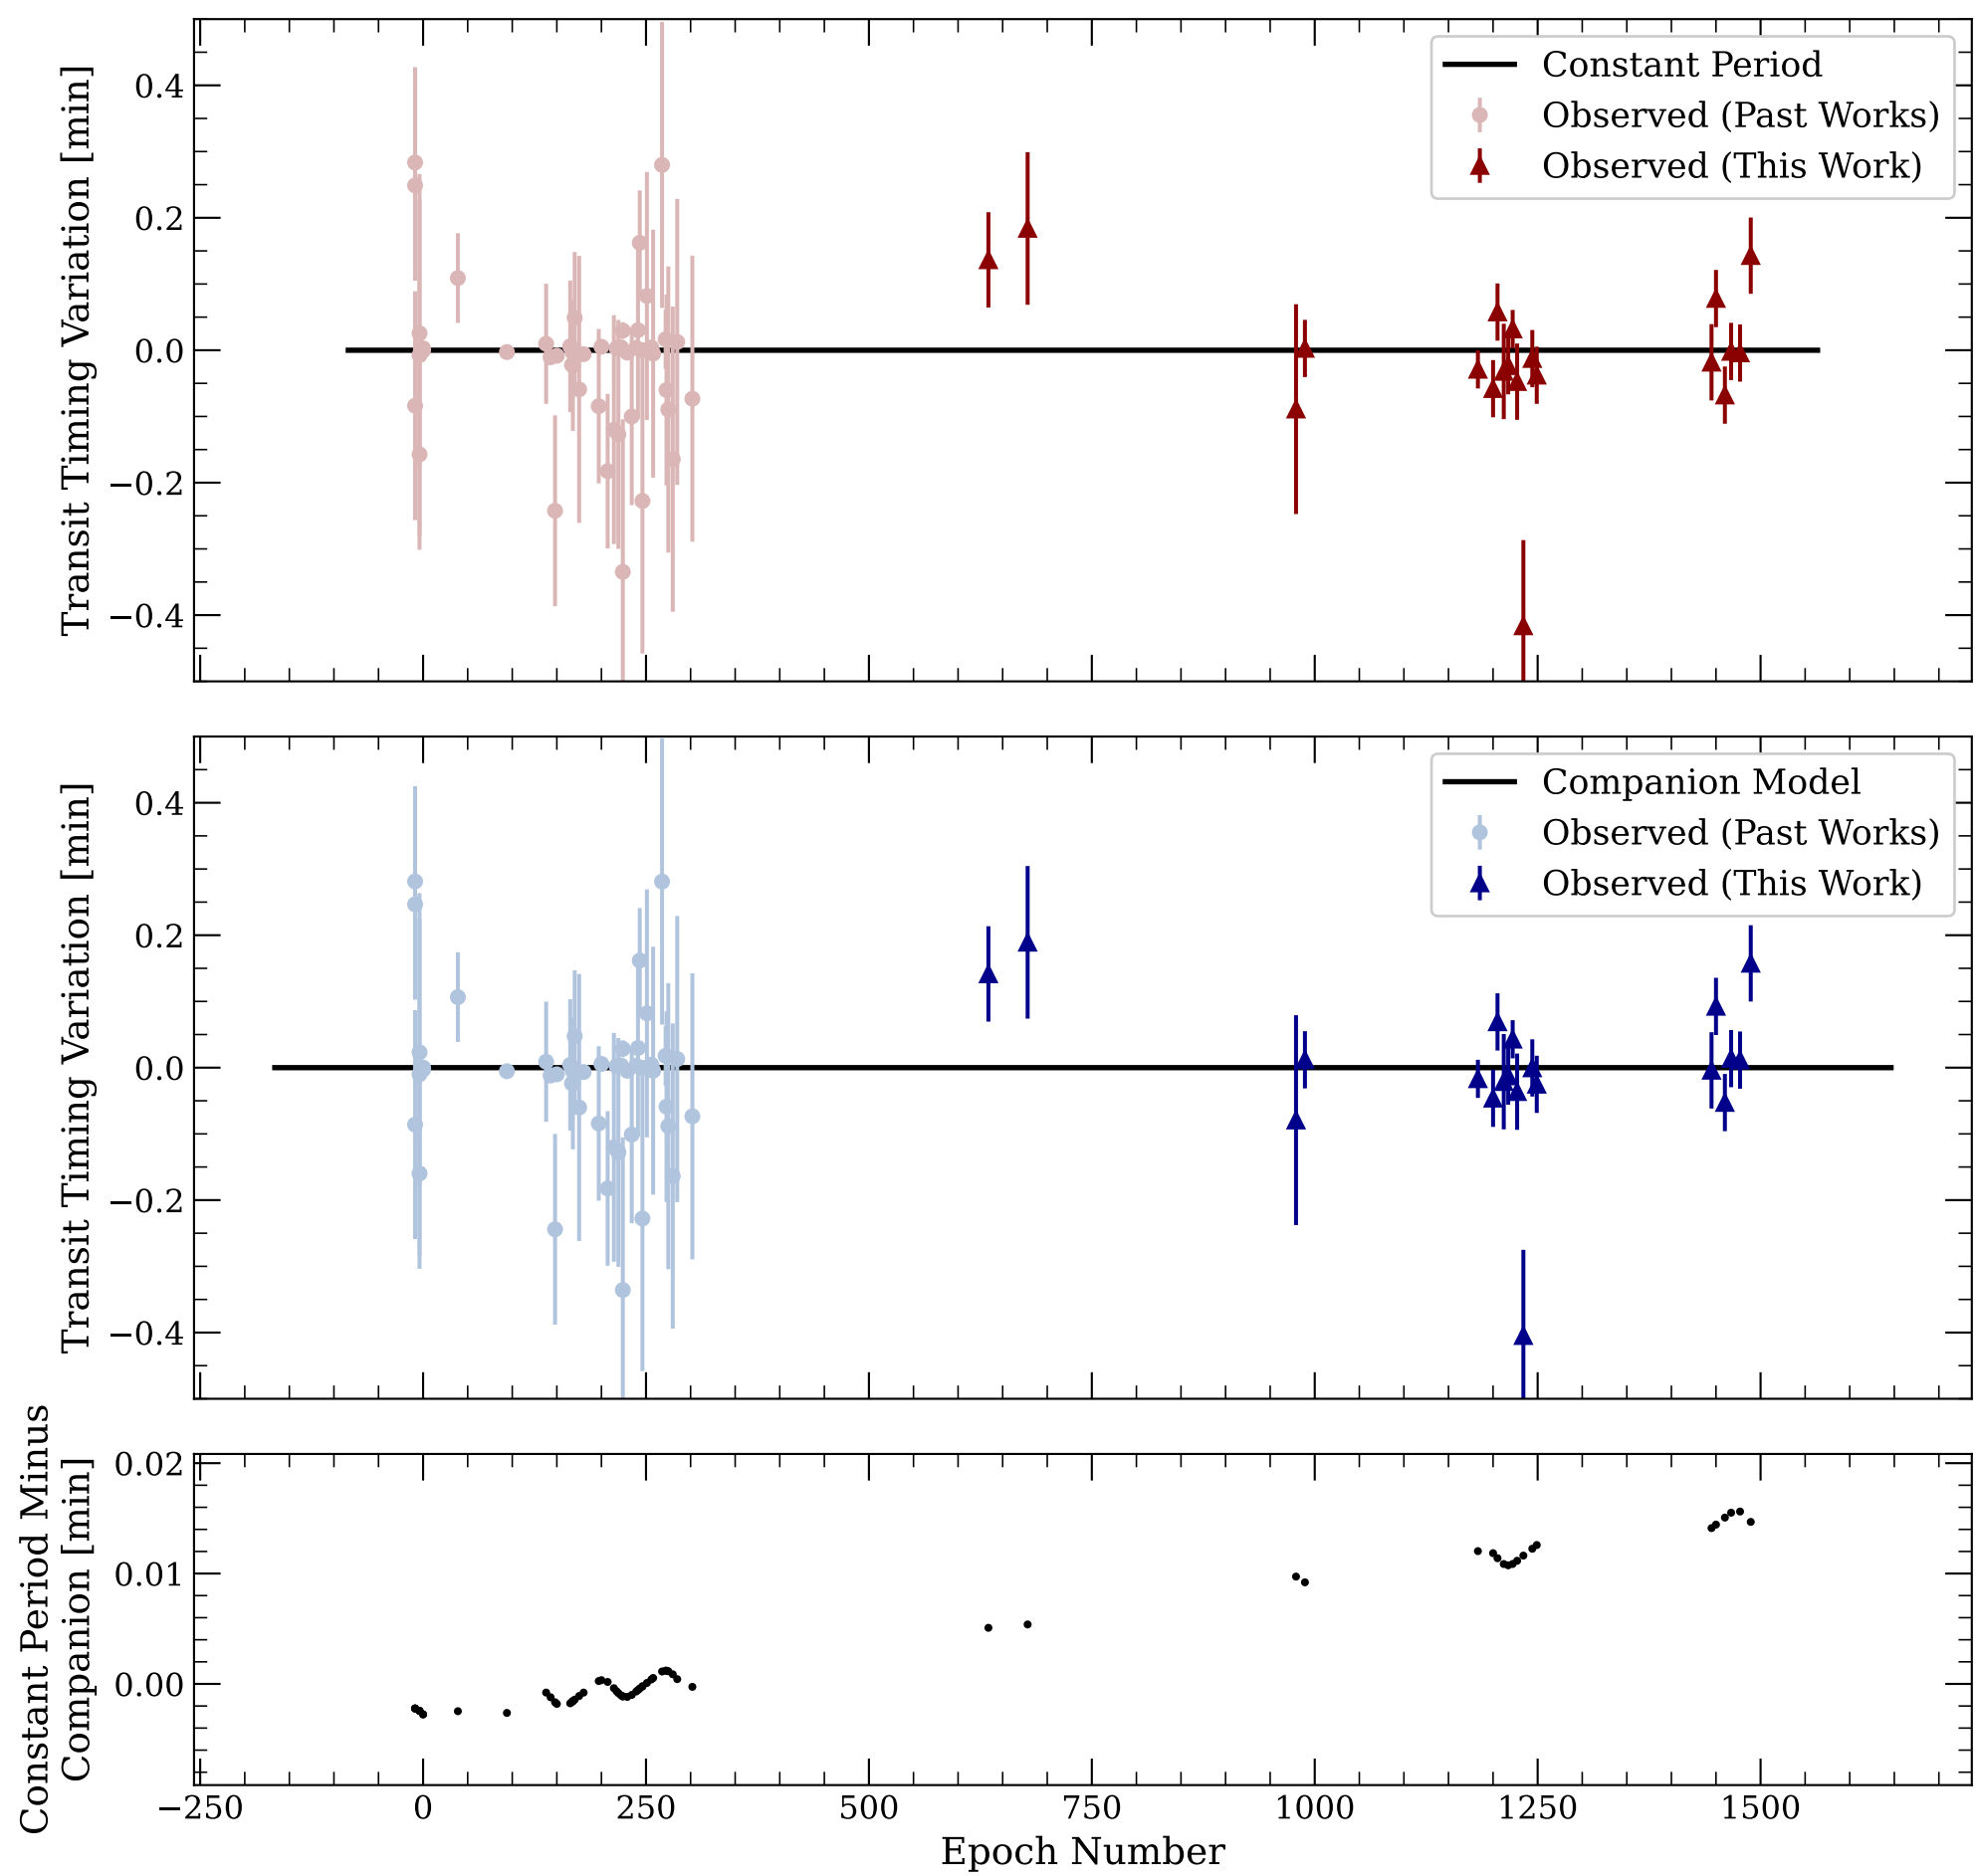 Transit Timing Variation [min]
0.4
0.2
0.0
−0.2
−0.4
Constant Period
Observed (Past Works)
Observed (This Work)
Transit Timing Variation [min]
0.4
0.2
0.0
−0.2
−0.4
Companion Model
Observed (Past Works)
Observed (This Work)
Constant Period Minus
Companion [min]
0.02
0.01
0.00
−250 0 250 500 750 1000 1250 1500
Epoch Number